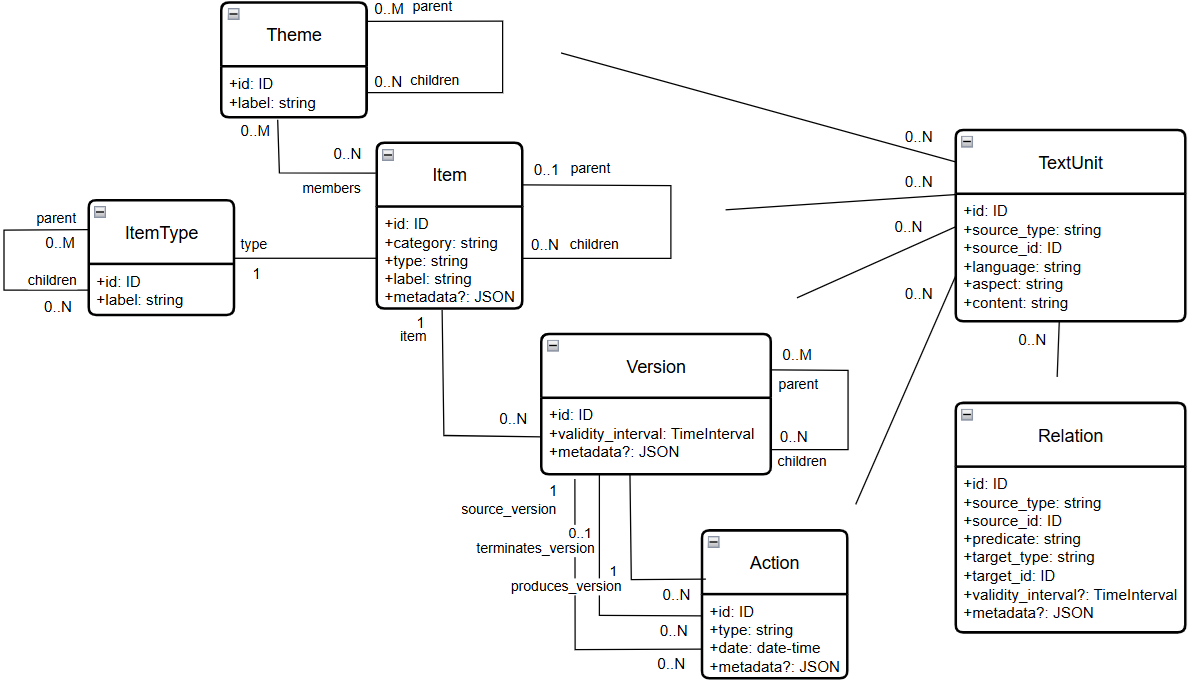 0..M parent
Theme
0..N children
+id: ID
+label: string
0..M
0..N
members
Item
0..1 parent
0..N children
+id: ID
+category: string
+type: string
+label: string
+metadata?: JSON
parent
0..M
children
0..N
ItemType
+id: ID
+label: string
type
1
1
item
0..N
Version
+id: ID
+validity_interval: TimeInterval
+metadata?: JSON
0..M
parent
0..N
children
1
source_version
0..1
terminates_version
1
produces_version
0..N
0..N
0..N
Action
+id: ID
+type: string
+date: date-time
+metadata?: JSON
0..N
0..N
0..N
0..N
TextUnit
+id: ID
+source_type: string
+source_id: ID
+language: string
+aspect: string
+content: string
0..N
Relation
+id: ID
+source_type: string
+source_id: ID
+predicate: string
+target_type: string
+target_id: ID
+validity_interval?: TimeInterval
+metadata?: JSON